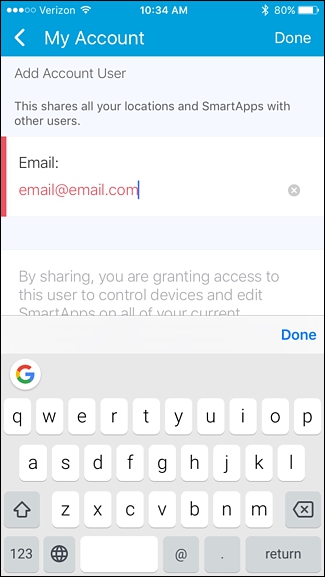 Verizon 10:34 AM 80%
My Account Done
Add Account User
This shares all your locations and SmartApps with
other users.
Email:
email@email.com
By sharing, you are granting access to
this user to control devices and edit
SmartApps on all of your current
Done
G
q w e r t y u i o p
a s d f g h j k l
z x c v b n m
123 @ . return